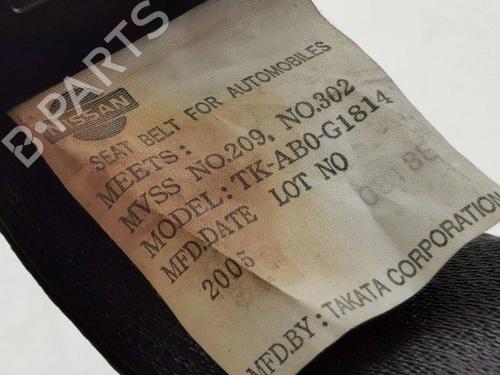 B-PARTS
NISSAN
SEAT BELT FOR AUTOMOBILES
MEETS:
MVSS NO.209, NO.302
MODEL:TK-AB0-G1814
MFD.DATE LOT NO
2005
MFD.BY:TAKATA CORPORATION